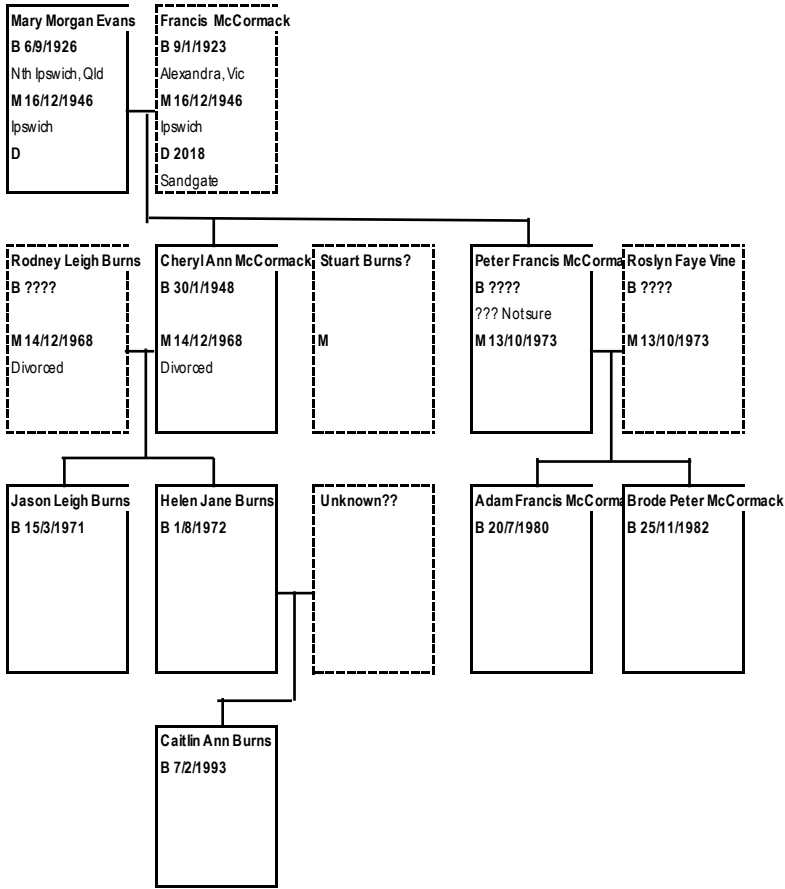 Mary Morgan Evans
B 6/9/1926
Nth Ipswich, Qld
M 16/12/1946
Ipswich
D
Francis McCormack
B 9/1/1923
Alexandra, Vic
M 16/12/1946
Ipswich
D 2018
Sandgate
Rodney Leigh Burns
B ????
M 14/12/1968
Divorced
Cheryl Ann McCormack
B 30/1/1948
M 14/12/1968
Divorced
Stuart Burns?
M
Peter Francis McCorma
B ????
??? Not sure
M 13/10/1973
Roslyn Faye Vine
B ????
M 13/10/1973
Jason Leigh Burns
B 15/3/1971
Helen Jane Burns
B 1/8/1972
Unknown??
Adam Francis McCorma
B 20/7/1980
Brode Peter McCormack
B 25/11/1982
Caitlin Ann Burns
B 7/2/1993